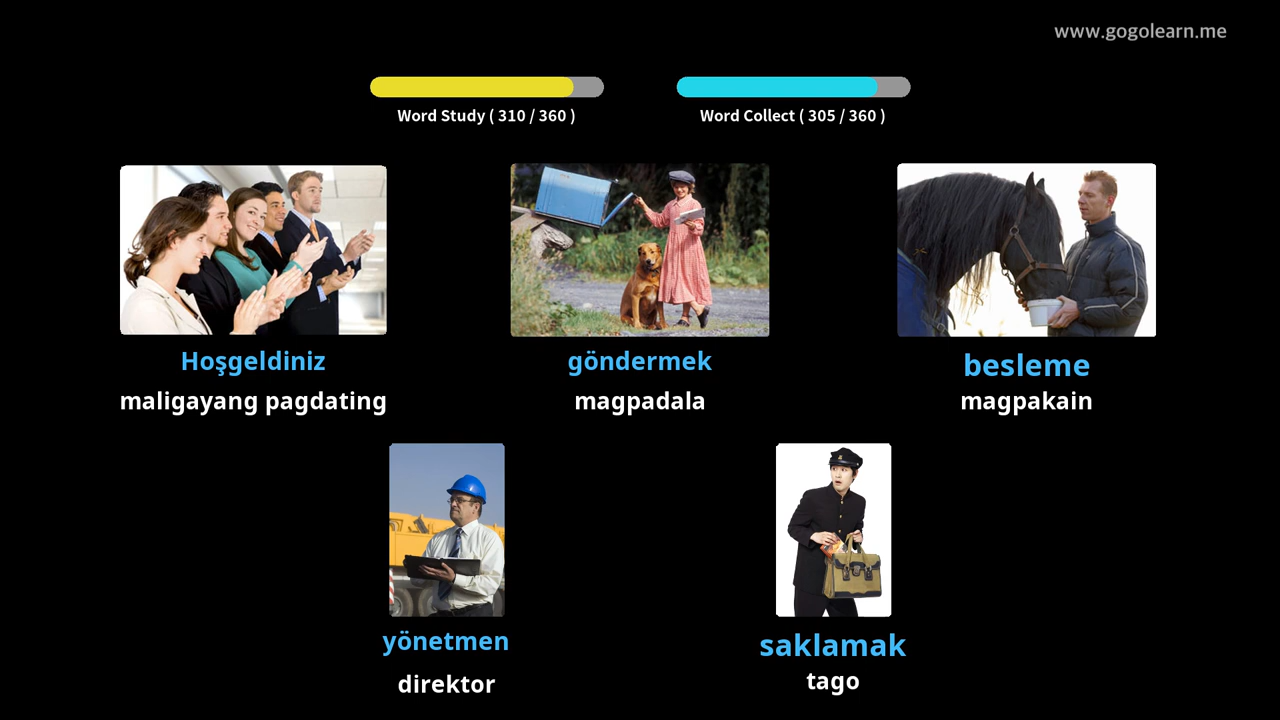 www.gogolearn.me
Word Study ( 310 / 360 )
Word Collect ( 305 / 360 )
Hoşgeldiniz
maligayang pagdating
göndermek
magpadala
besleme
magpakain
yönetmen
direktor
saklamak
tago